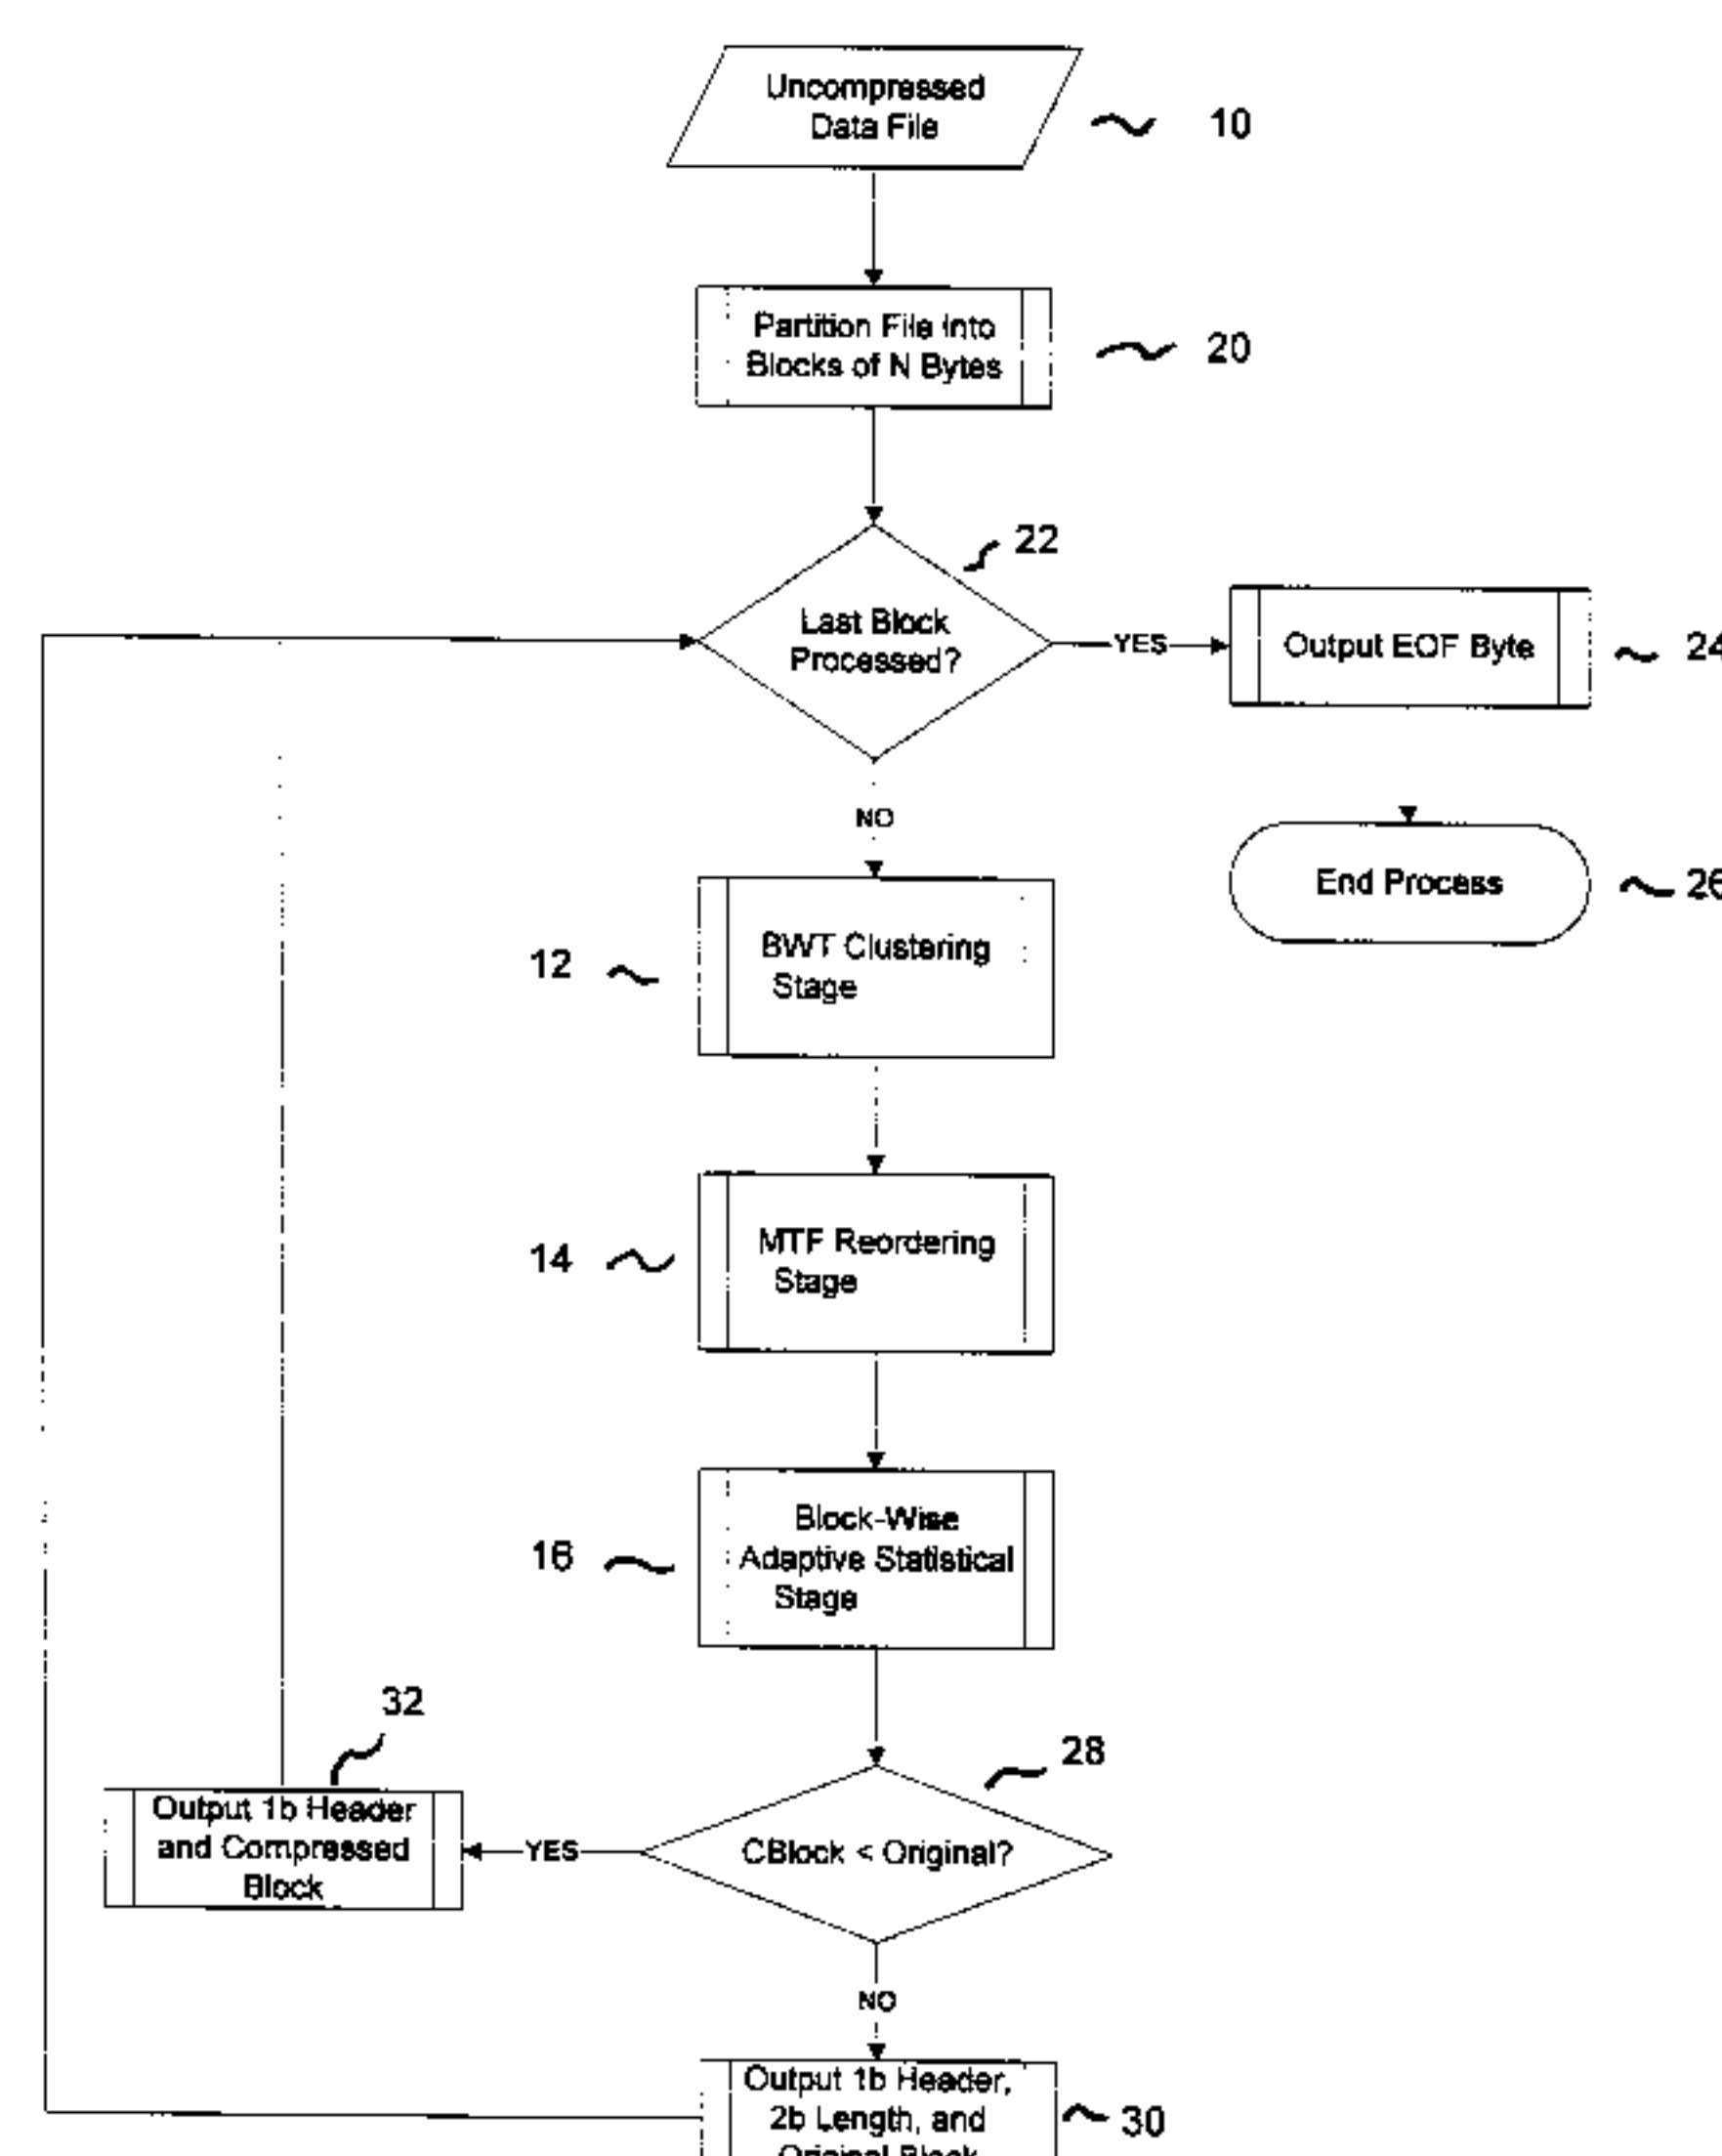 Uncompressed
Data File
10
Partition File into
Blocks of N Bytes
20
22
Last Block
Processed?
YES
Output EOF Byte
24
NO
End Process
26
12
BWT Clustering
Stage
14
MTF Reordering
Stage
16
Block-Wise
Adaptive Statistical
Stage
32
28
Output 1b Header
and Compressed
Block
YES
CBlock < Original?
NO
Output 1b Header,
2b Length, and
Original Block
30